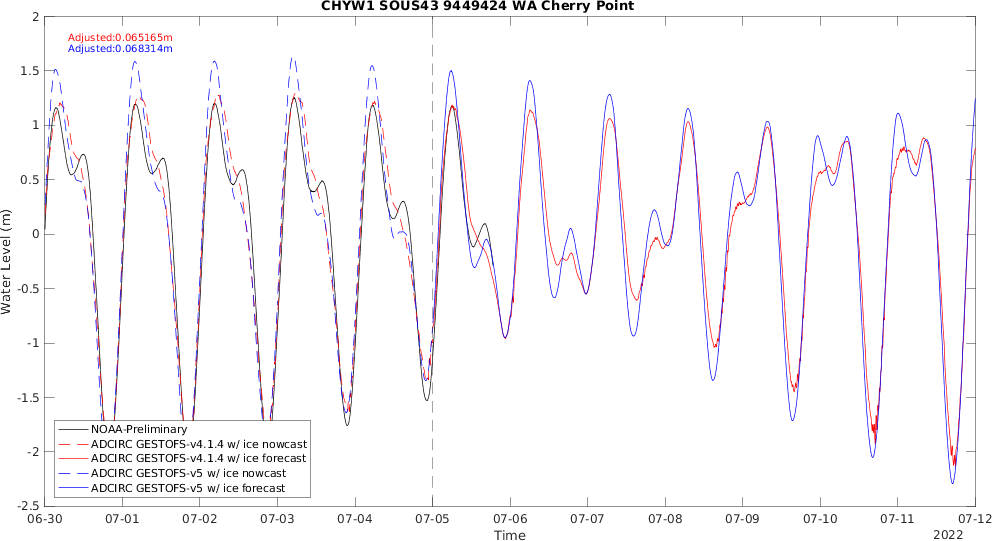 CHYW1 SOUS43 9449424 WA Cherry Point
Adjusted:0.065165m
Adjusted:0.068314m
2
1.5
1
0.5
0
-0.5
-1
-1.5
-2
-2.5
Water Level (m)
NOAA-Preliminary
ADCIRC GESTOFS-v4.1.4 w/ ice nowcast
ADCIRC GESTOFS-v4.1.4 w/ ice forecast
ADCIRC GESTOFS-v5 w/ ice nowcast
ADCIRC GESTOFS-v5 w/ ice forecast
06-30 07-01 07-02 07-03 07-04 07-05 07-06 07-07 07-08 07-09 07-10 07-11 07-12
Time
2022